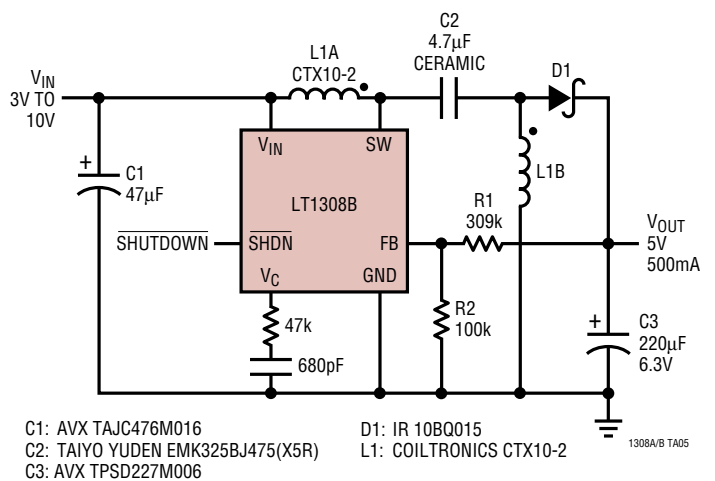 C2
4.7µF
CERAMIC
L1A
CTX10-2
D1
VIN
3V TO
10V
VIN
SW
L1B
C1
47µF
+
LT1308B
R1
309k
VOUT
5V
500mA
SHUTDOWN
SHDN
FB
VC
GND
R2
100k
+
C3
220µF
6.3V
47k
680pF
C1: AVX TAJC476M016
C2: TAIYO YUDEN EMK325BJ475(X5R)
C3: AVX TPSD227M006
D1: IR 10BQ015
L1: COILTRONICS CTX10-2
1308A/B TA05